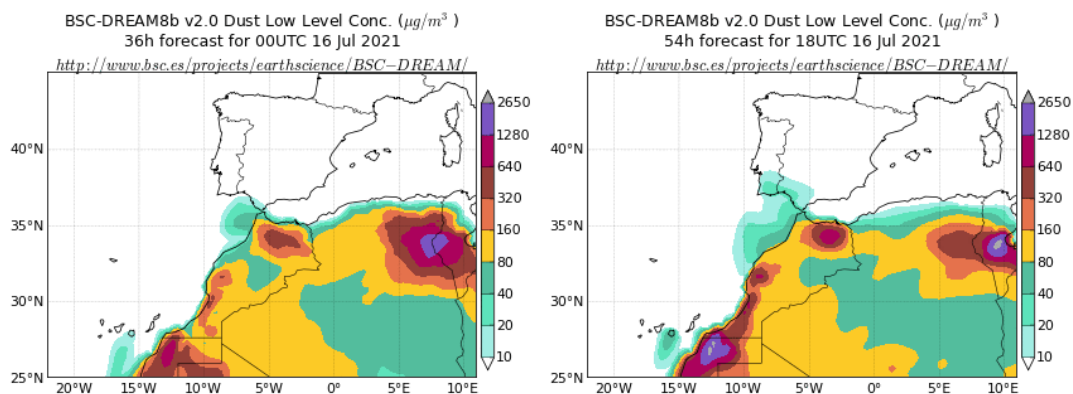 BSC-DREAM8b v2.0 Dust Low Level Conc. (μg/m³ )
36h forecast for 00UTC 16 Jul 2021
http://www.bsc.es/projects/earthscience/BSC−DREAM/
40°N
35°N
30°N
25°N
20°W 15°W 10°W 5°W 0° 5°E 10°E
2650
1280
640
320
160
80
40
20
10
BSC-DREAM8b v2.0 Dust Low Level Conc. (μg/m³ )
54h forecast for 18UTC 16 Jul 2021
http://www.bsc.es/projects/earthscience/BSC−DREAM/
40°N
35°N
30°N
25°N
20°W 15°W 10°W 5°W 0° 5°E 10°E
2650
1280
640
320
160
80
40
20
10